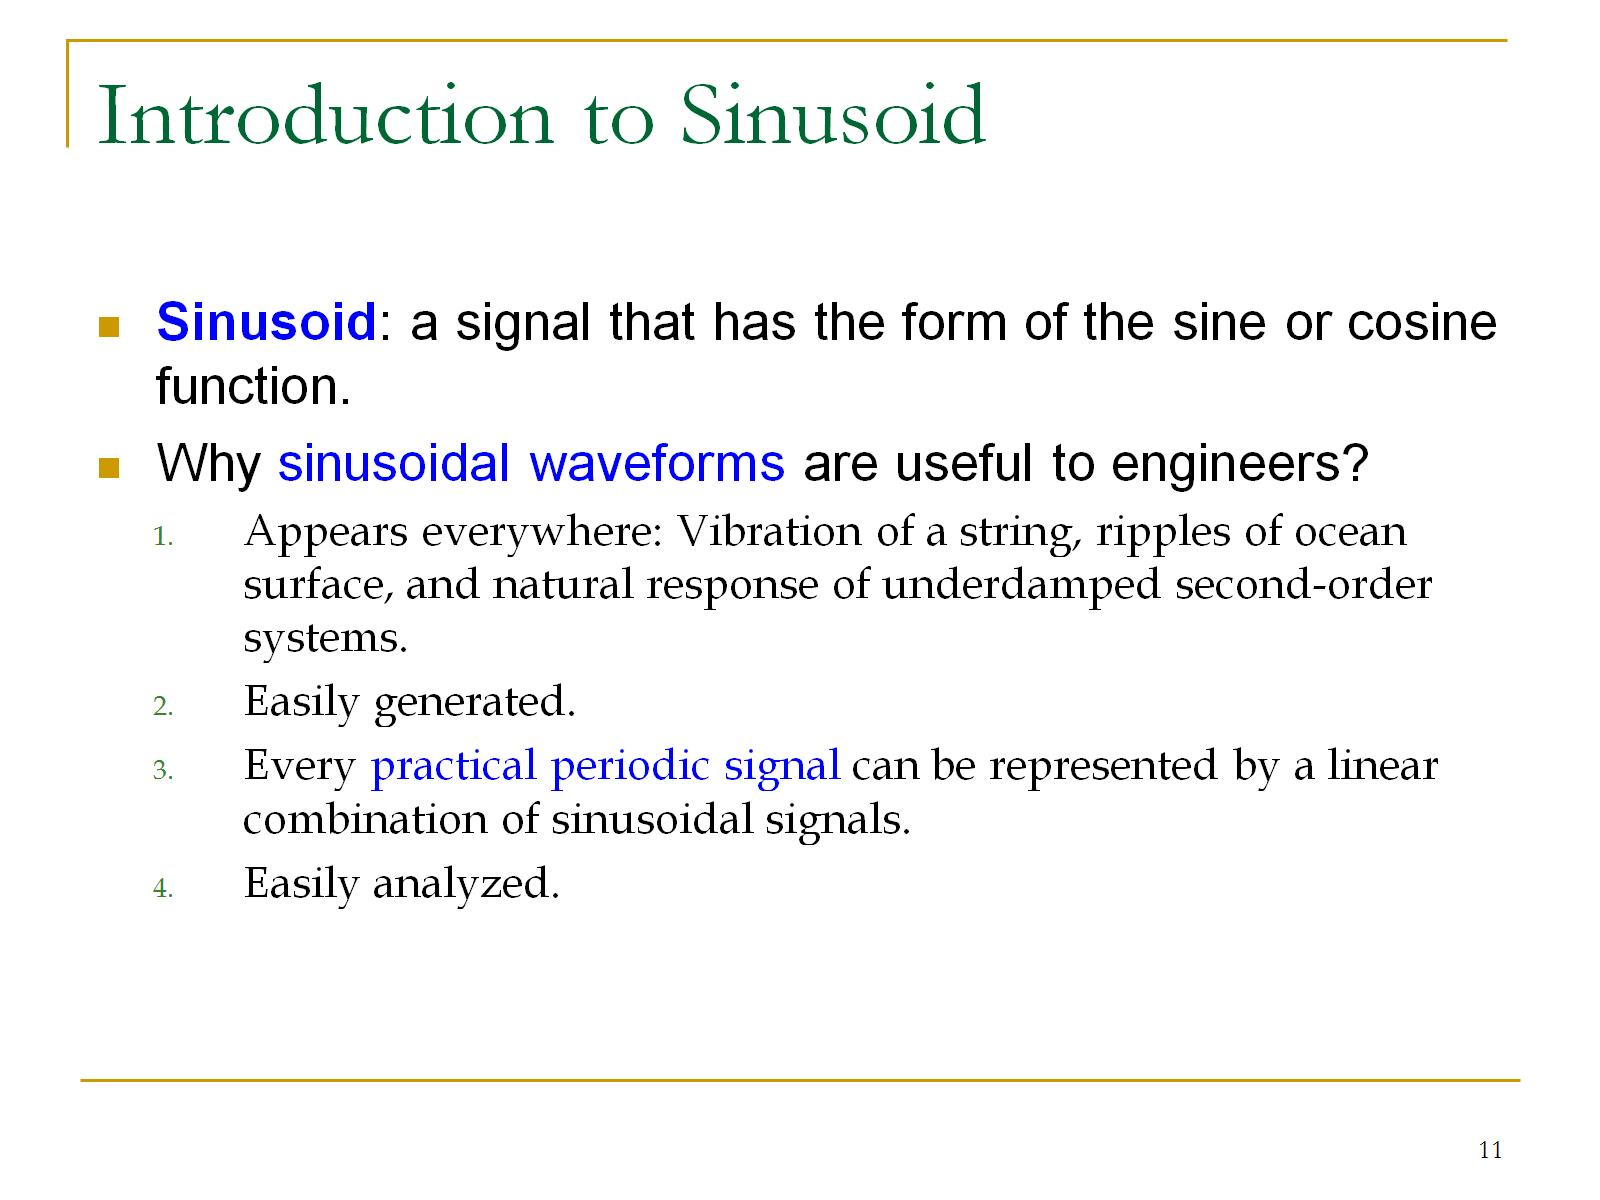 Introduction to Sinusoid
Sinusoid: a signal that has the form of the sine or cosine
function.
Why sinusoidal waveforms are useful to engineers?
1. Appears everywhere: Vibration of a string, ripples of ocean
surface, and natural response of underdamped second-order
systems.
2. Easily generated.
3. Every practical periodic signal can be represented by a linear
combination of sinusoidal signals.
4. Easily analyzed.
11